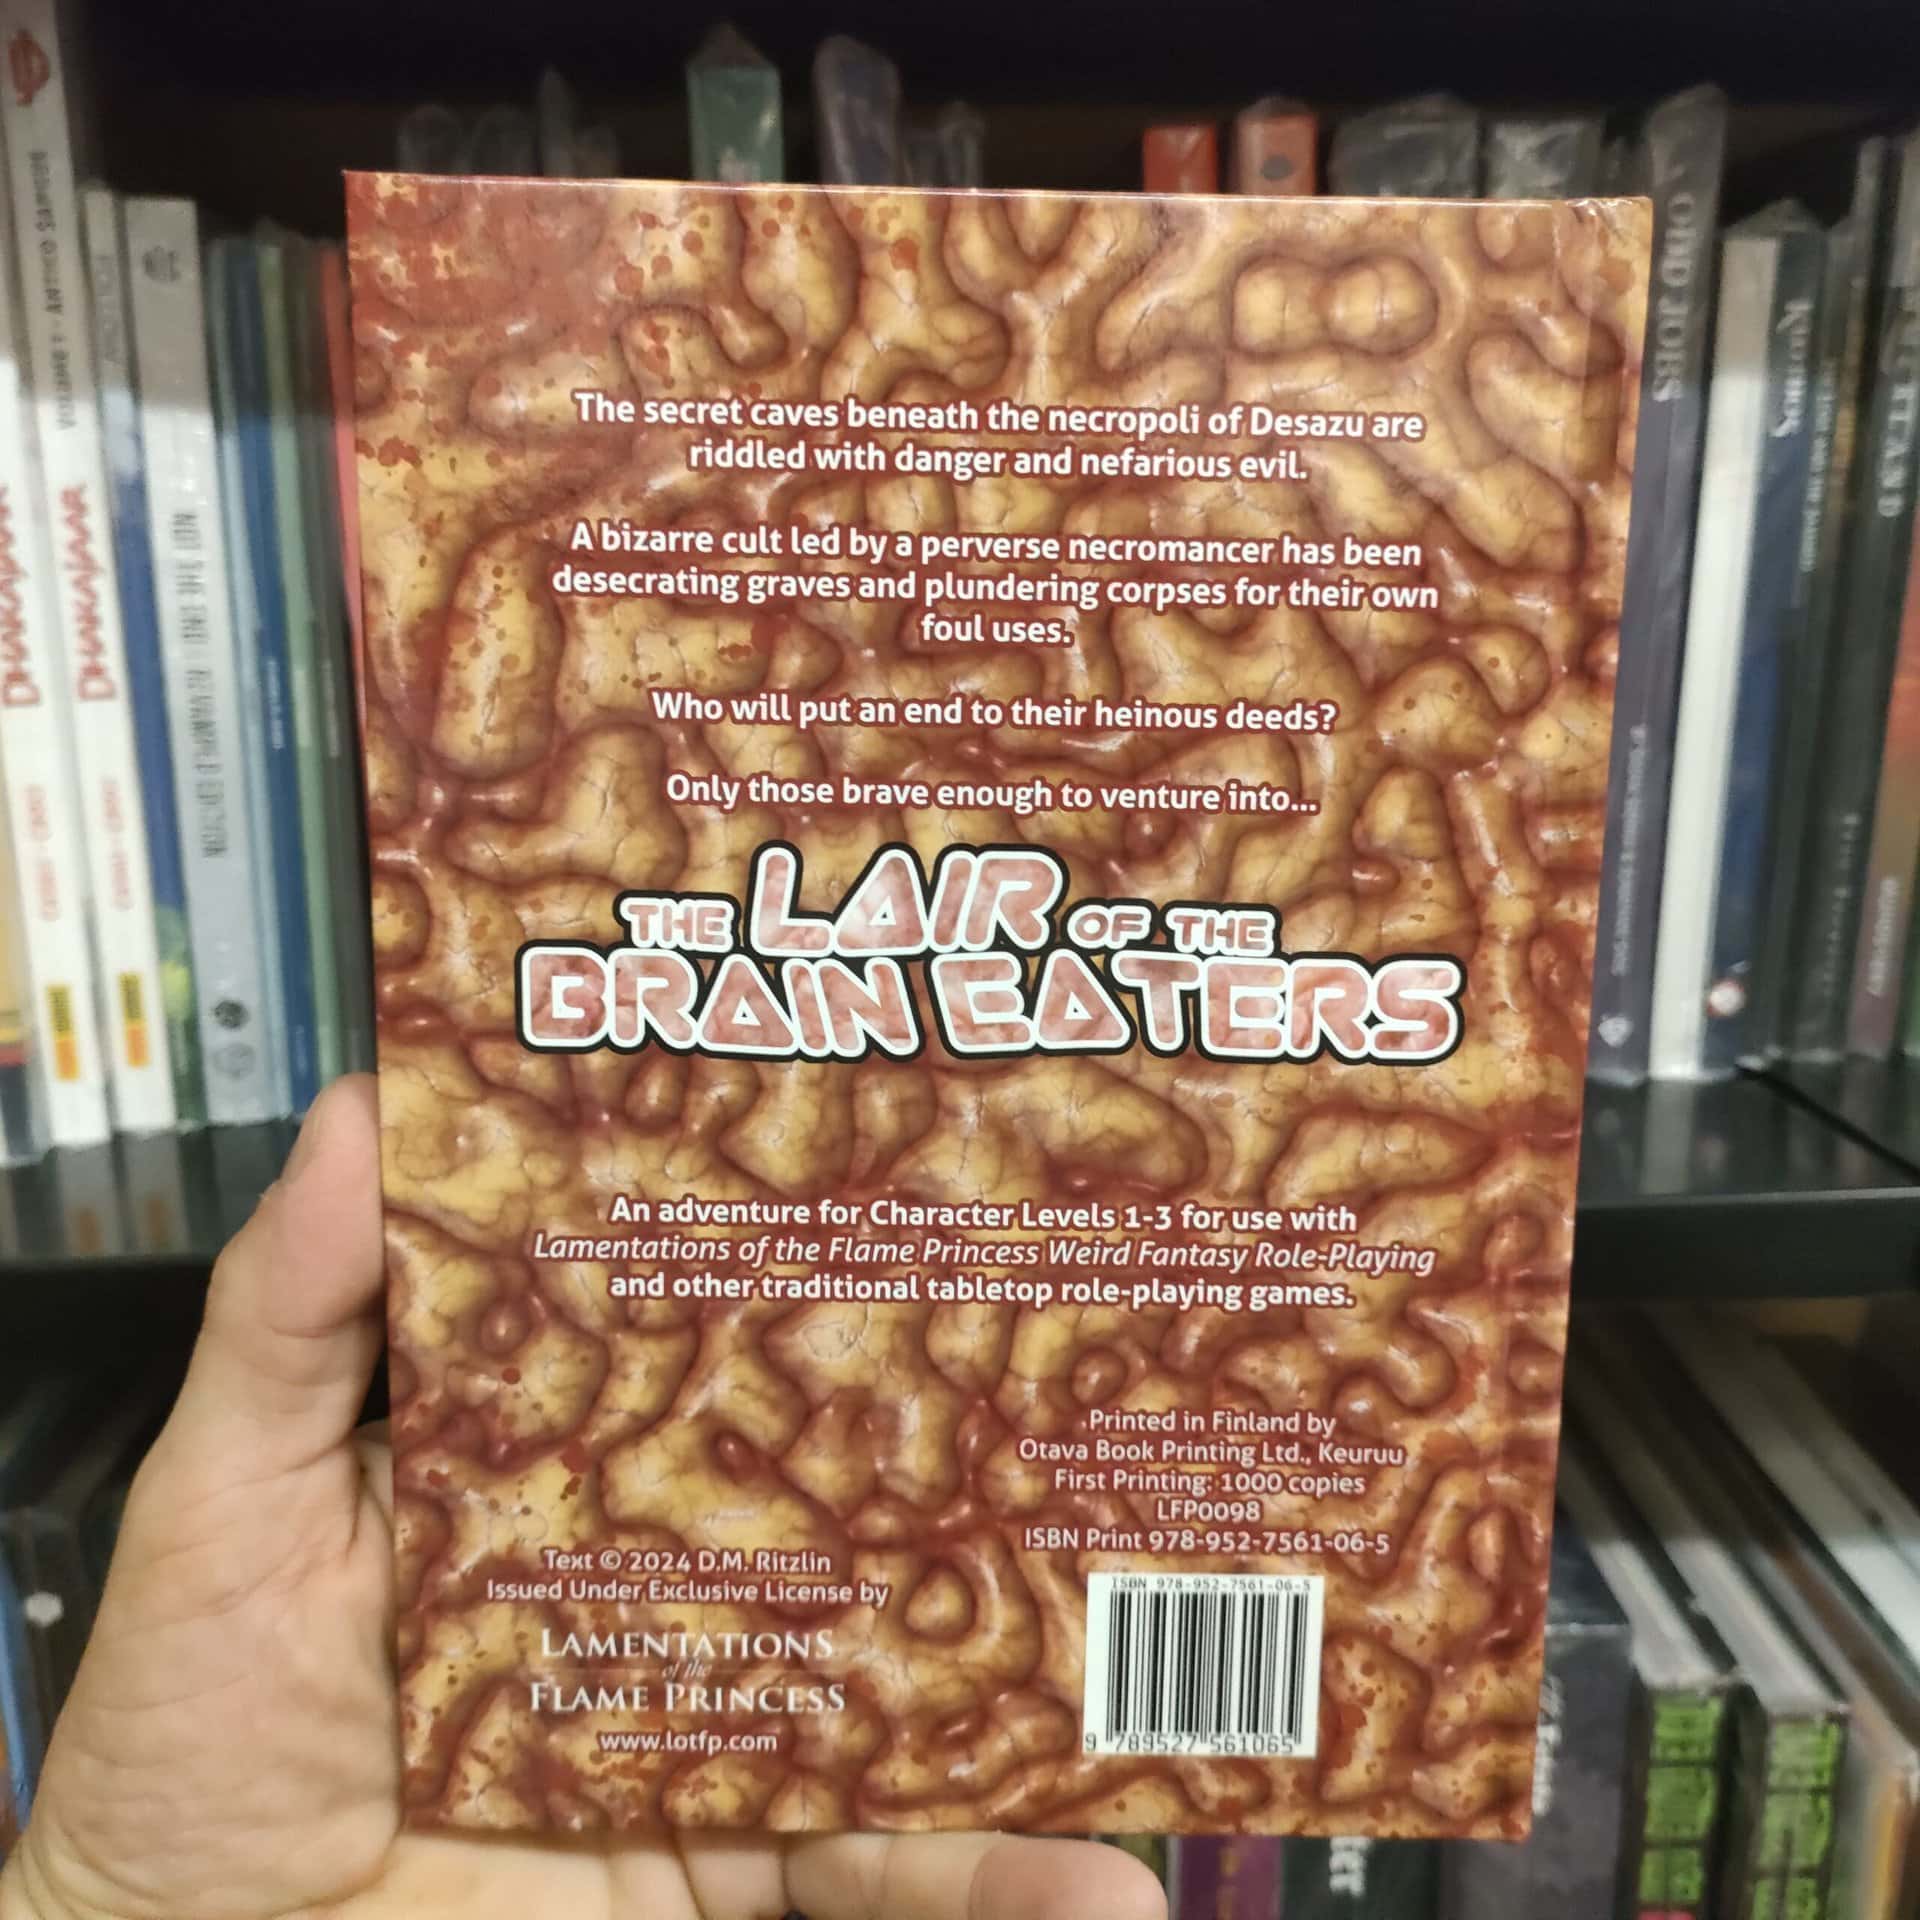 The secret caves beneath the necropoli of Desazu are
riddled with danger and nefarious evil.
A bizarre cult led by a perverse necromancer has been
desecrating graves and plundering corpses for their own
foul uses.
Who will put an end to their heinous deeds?
Only those brave enough to venture into...
THE LAIR OF THE
BRAIN EATERS
An adventure for Character Levels 1-3 for use with
Lamentations of the Flame Princess Weird Fantasy Role-Playing
and other traditional tabletop role-playing games.
Printed in Finland by
Otava Book Printing Ltd., Keuruu
First Printing: 1000 copies
LFP0098
ISBN Print 978-952-7561-06-5
Text © 2024 D.M. Ritzlin
Issued Under Exclusive License by
LAMENTATIONS
of the
FLAME PRINCESS
www.lotfp.com
ISBN 978-952-7561-06-5
9 789527 561065
DHAKAJAAR
DHAKAJAAR